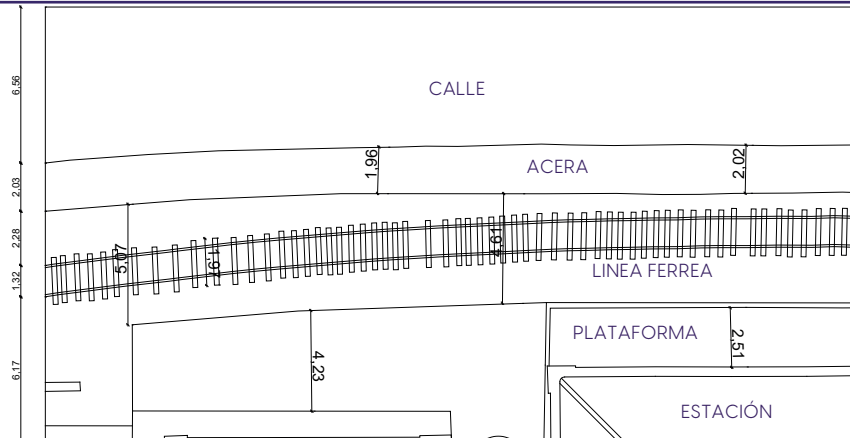 6,56
CALLE
1,96
ACERA
2,02
2,03
2,28
5,07
1,97
4,61
1,32
LINEA FERREA
PLATAFORMA
2,51
4,23
6,17
ESTACIÓN